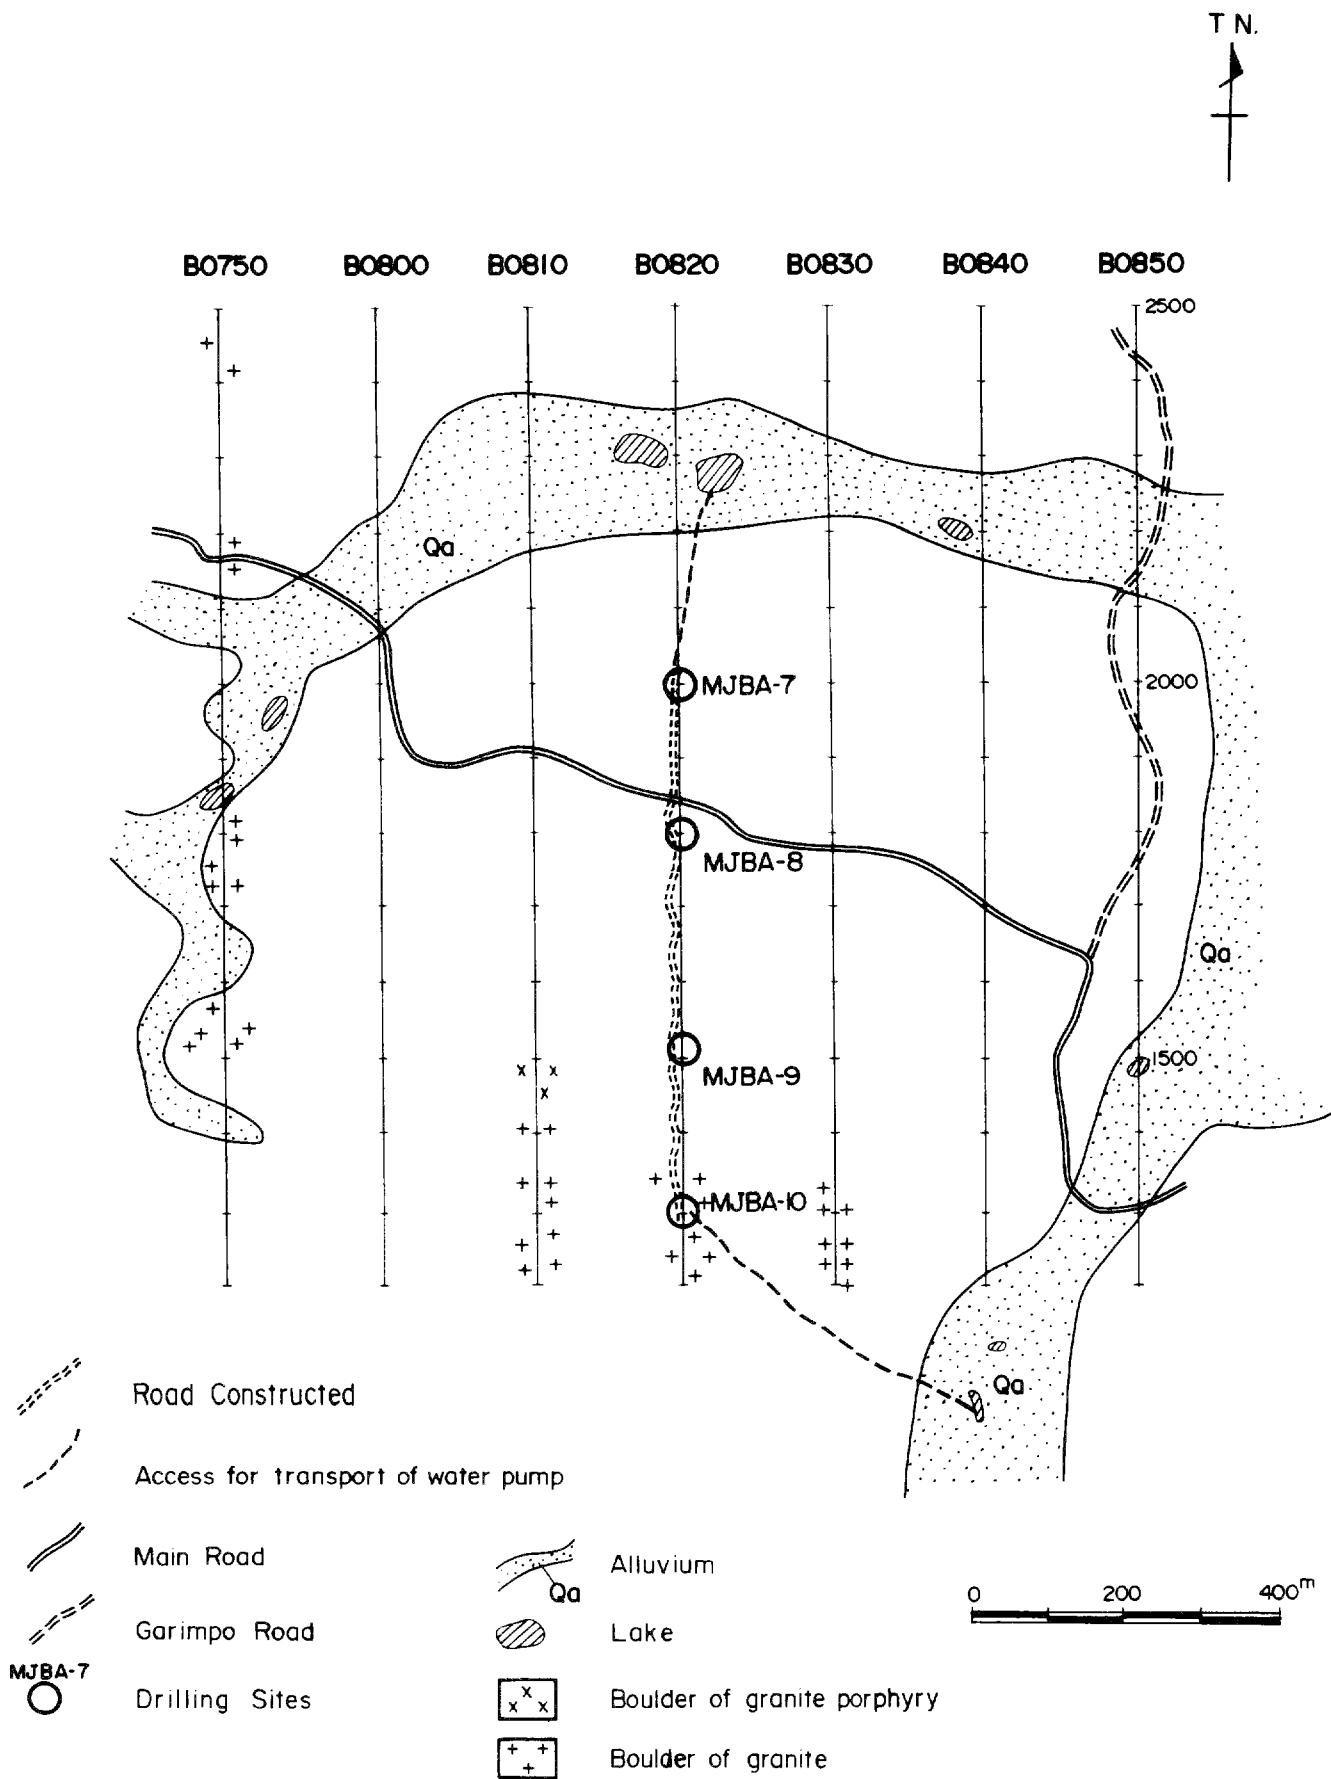 T N.
B0750 B0800 B0810 B0820 B0830 B0840 B0850
2500
Qa
MJBA-7
2000
MJBA-8
Qa
1500
MJBA-9
MJBA-10
Qa
Road Constructed
Access for transport of water pump
Main Road
Garimpo Road
MJBA-7
Drilling Sites
Alluvium
Qa
Lake
Boulder of granite porphyry
Boulder of granite
0 200 400m